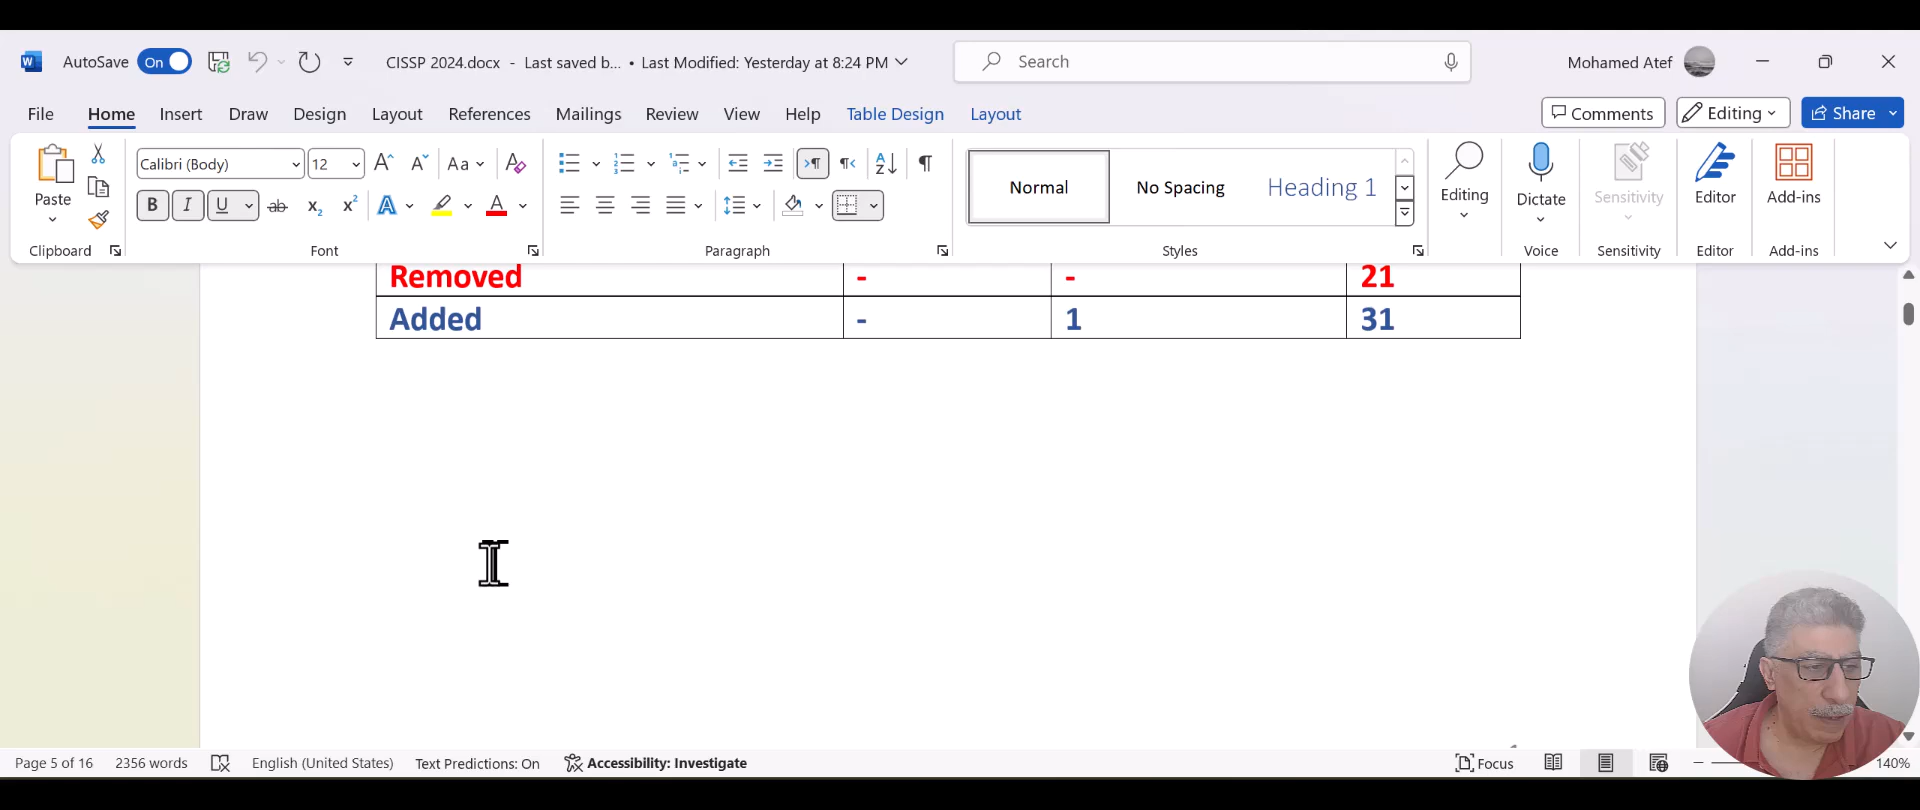 AutoSave On CISSP 2024.docx - Last saved b... • Last Modified: Yesterday at 8:24 PM Search Mohamed Atef
File Home Insert Draw Design Layout References Mailings Review View Help Table Design Layout Comments Editing Share
Paste Calibri (Body) 12 Aa Normal No Spacing Heading 1 Editing Dictate Sensitivity Editor Add-ins
B I U ab x2 x2 A A
Clipboard Font Paragraph Styles Voice Sensitivity Editor Add-ins
Removed - - 21
Added - 1 31
Page 5 of 16 2356 words English (United States) Text Predictions: On Accessibility: Investigate Focus 140%